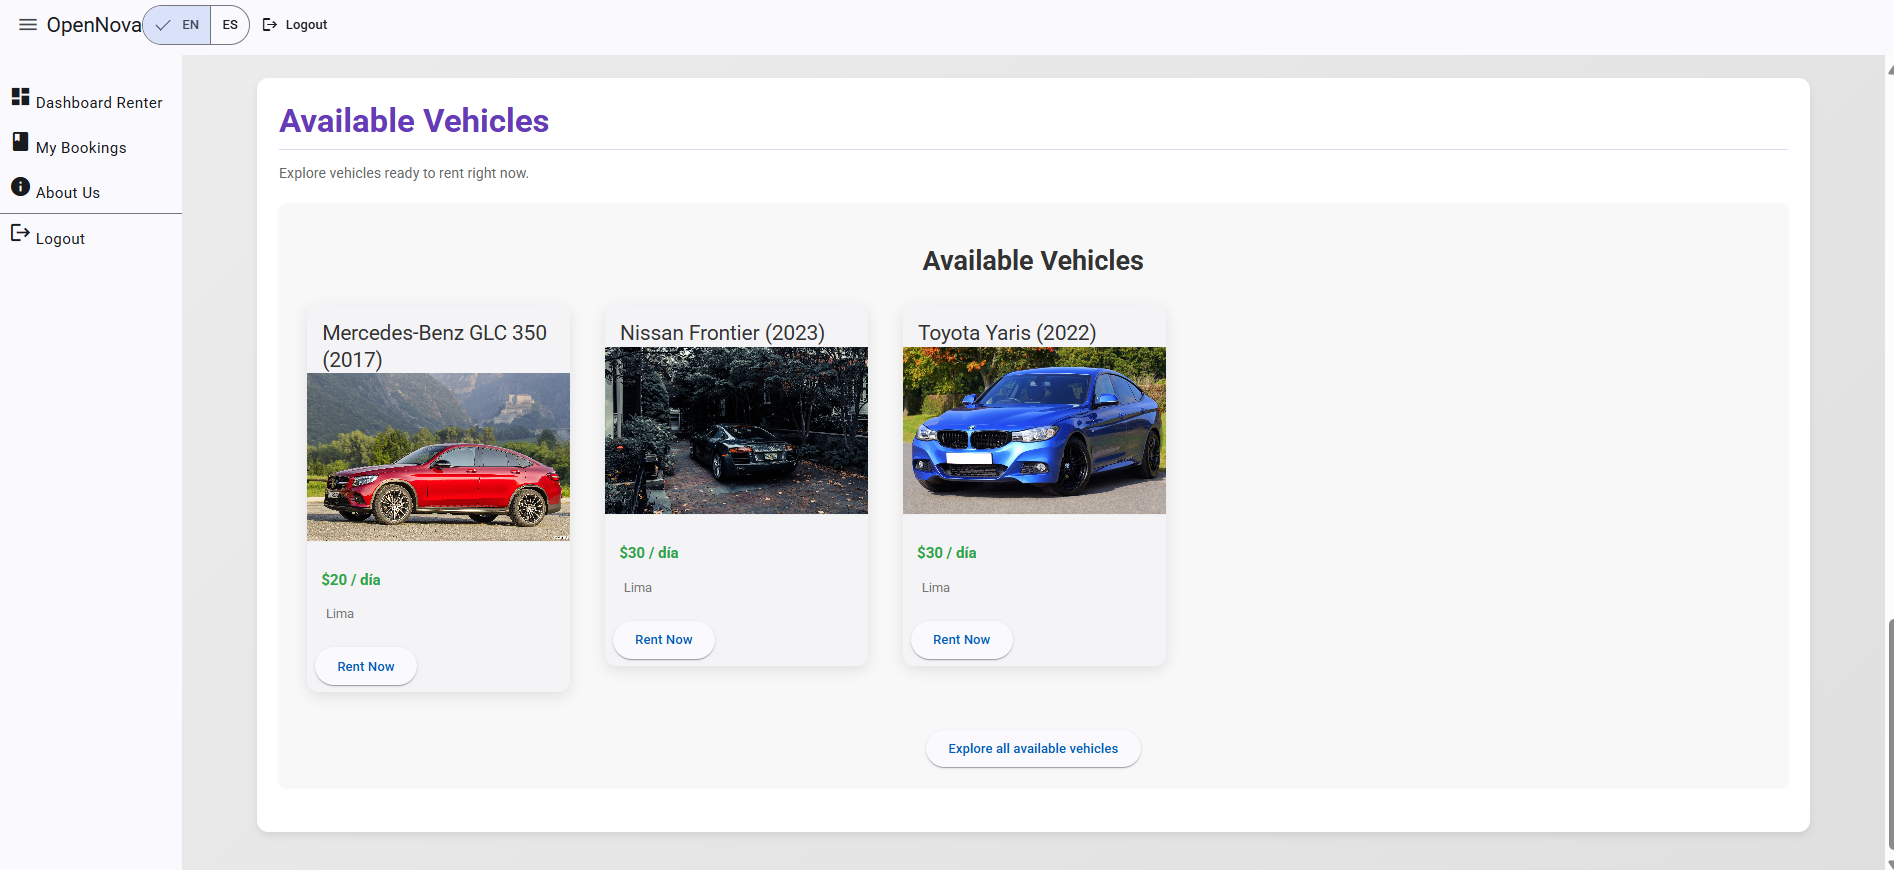 OpenNova
EN
ES
Logout
Dashboard Renter
My Bookings
About Us
Logout
Available Vehicles
Explore vehicles ready to rent right now.
Available Vehicles
Mercedes-Benz GLC 350
(2017)
$20 / día
Lima
Rent Now
Nissan Frontier (2023)
$30 / día
Lima
Rent Now
Toyota Yaris (2022)
$30 / día
Lima
Rent Now
Explore all available vehicles